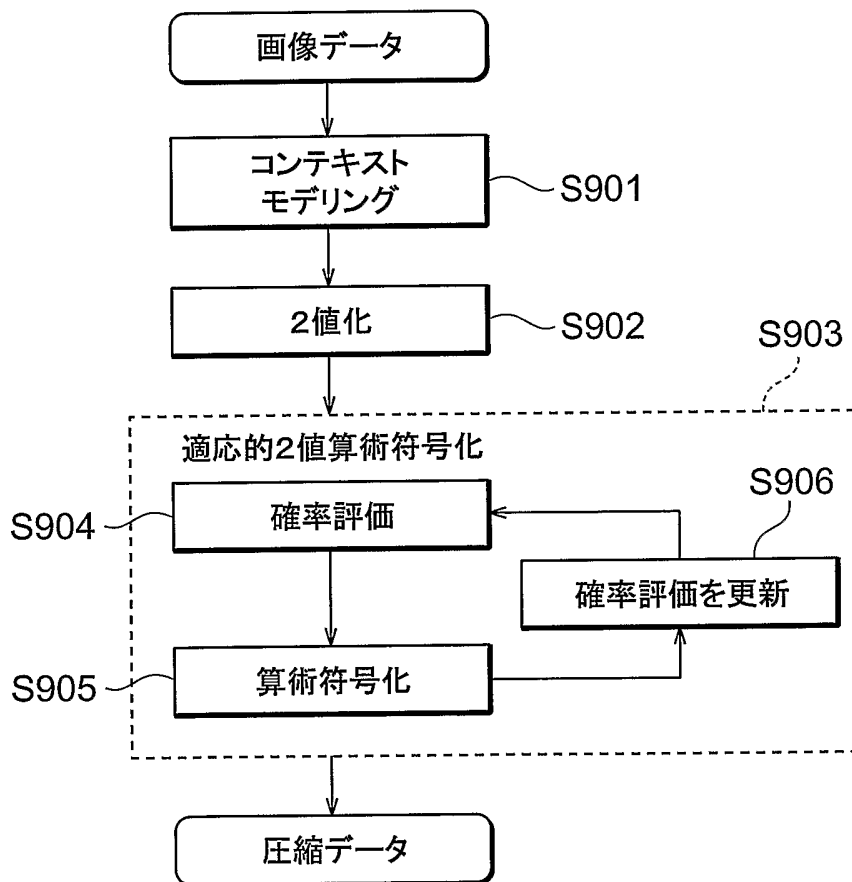 画像データ
コンテキスト
モデリング
S901
2値化
S902
S903
適応的2値算術符号化
S906
確率評価
S904
確率評価を更新
算術符号化
S905
圧縮データ